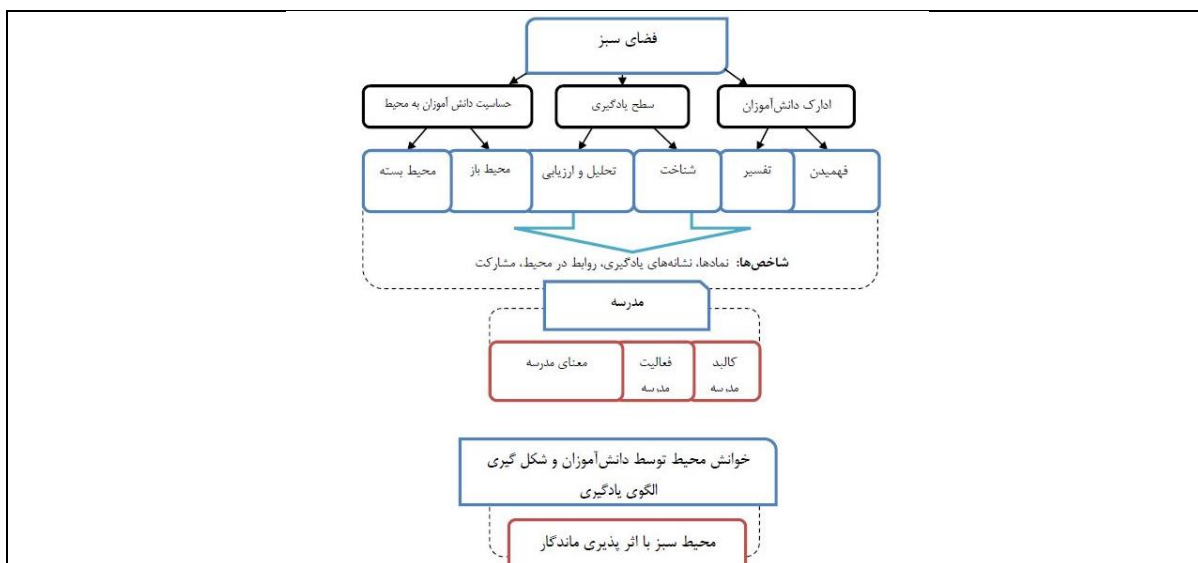 فضای سبز
ادارک دانش‌آموزان
سطح یادگیری
حساسیت دانش آموزان به محیط
فهمیدن
تفسیر
شناخت
تحلیل و ارزیابی
محیط باز
محیط بسته
شاخص‌ها: نمادها، نشانه‌های یادگیری، روابط در محیط، مشارکت
مدرسه
کالبد
مدرسه
فعالیت
مدرسه
معنای مدرسه
خوانش محیط توسط دانش‌آموزان و شکل گیری
الگوی یادگیری
محیط سبز با اثر پذیری ماندگار